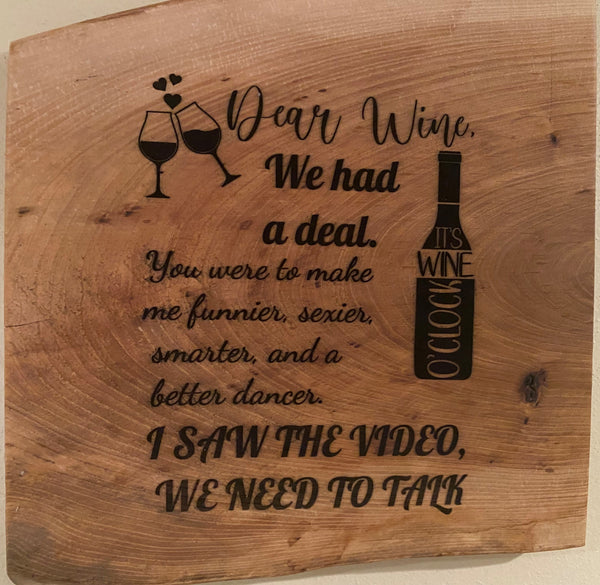 Dear Wine,
We had
a deal.
You were to make
me funnier, sexier,
smarter, and a
better dancer.
I SAW THE VIDEO,
WE NEED TO TALK
IT'S
WINE
O'CLOCK